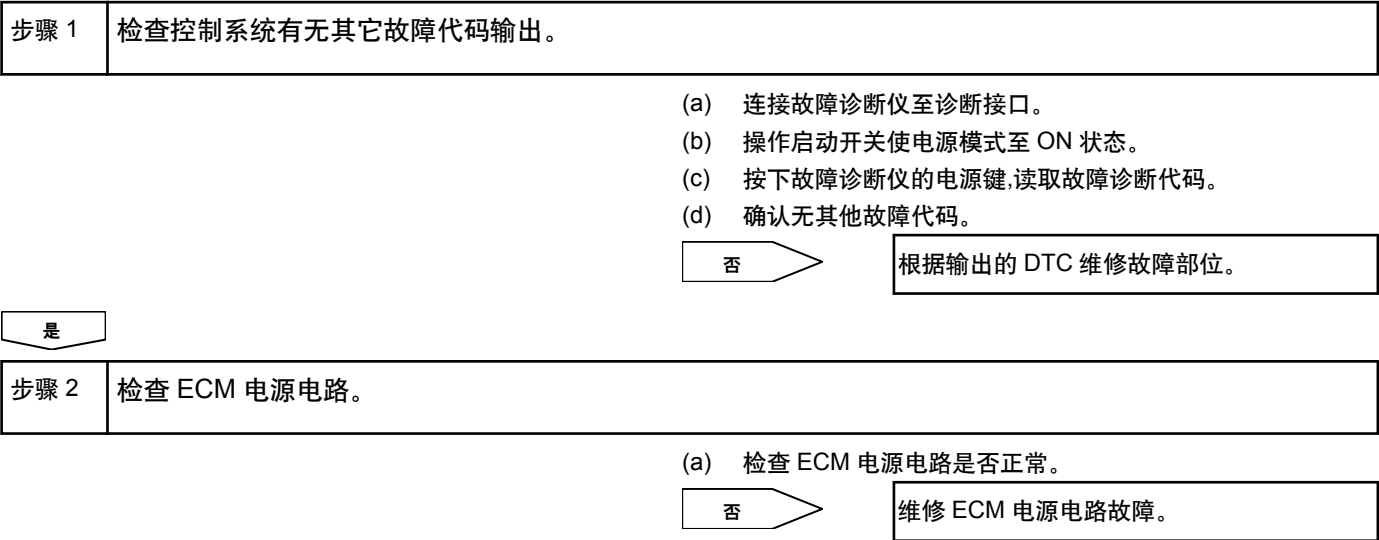 步骤 1
检查控制系统有无其它故障代码输出。
(a) 连接故障诊断仪至诊断接口。
(b) 操作启动开关使电源模式至 ON 状态。
(c) 按下故障诊断仪的电源键,读取故障诊断代码。
(d) 确认无其他故障代码。
否
根据输出的 DTC 维修故障部位。
是
步骤 2
检查 ECM 电源电路。
(a) 检查 ECM 电源电路是否正常。
否
维修 ECM 电源电路故障。